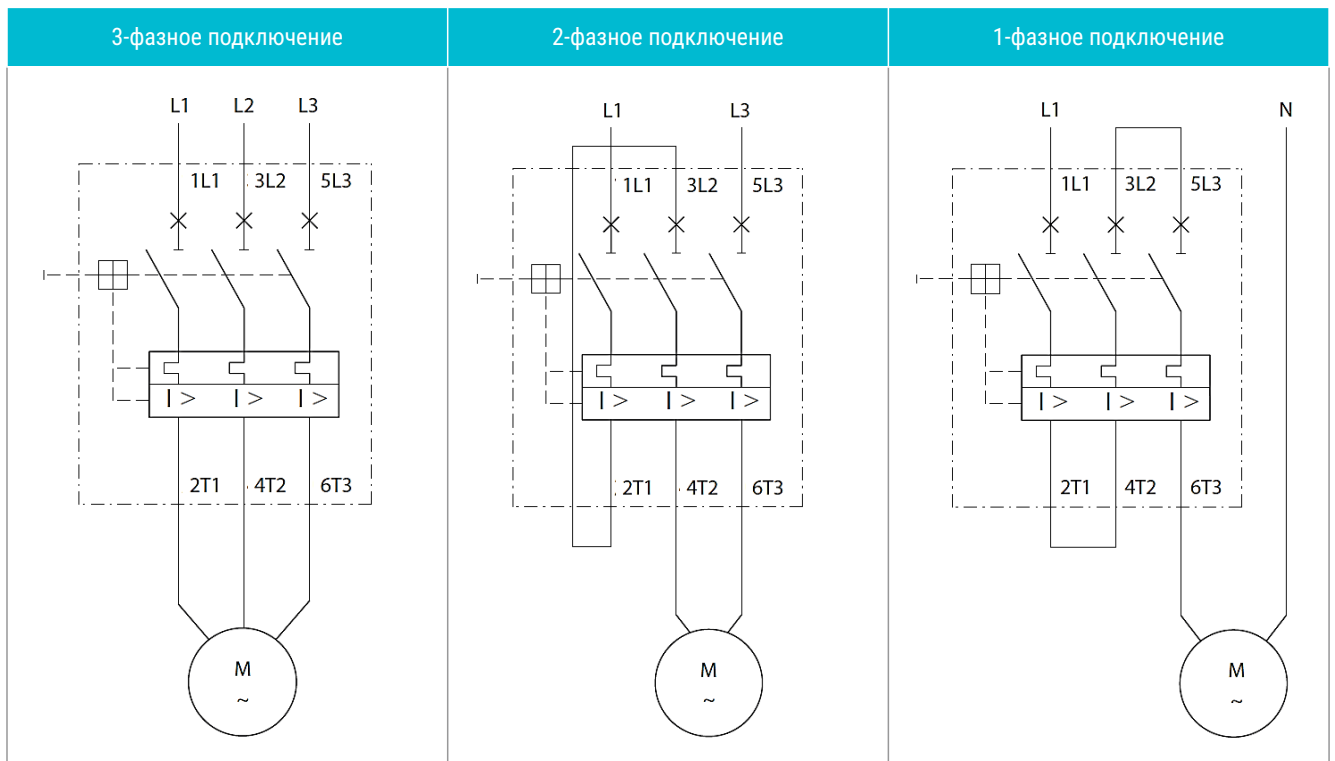 3-фазное подключение
L1 L2 L3
1L1 3L2 5L3
I > I > I >
2T1 4T2 6T3
M
~
2-фазное подключение
L1 L3
1L1 3L2 5L3
I > I > I >
2T1 4T2 6T3
M
~
1-фазное подключение
L1 N
1L1 3L2 5L3
I > I > I >
2T1 4T2 6T3
M
~